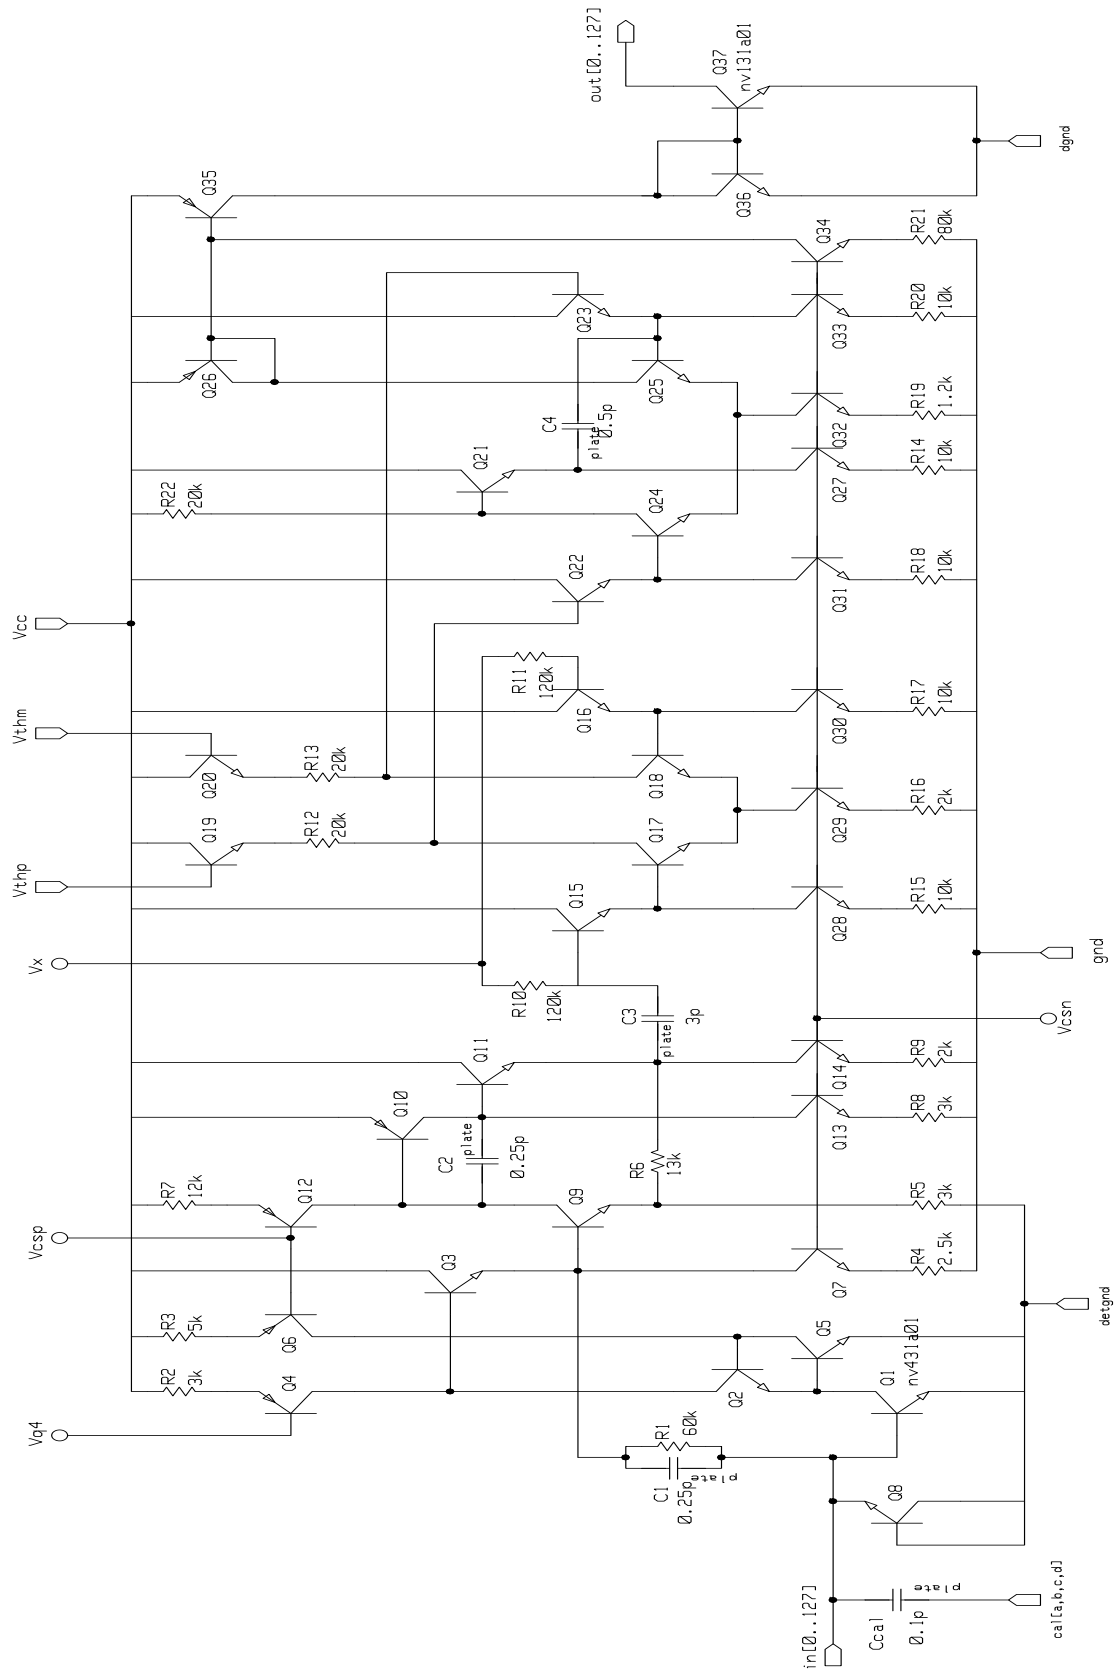 Vq4
Vcsp
Vx
Vthp
Vthm
Vcc
R2
3k
R3
5k
R7
12k
R22
20k
Q19
Q20
Q26
Q35
Q4
Q6
Q12
R12
20k
R13
20k
Q10
Q3
C2
plate
0.25p
Q11
Q21
R10
120k
R11
120k
Q9
Q15
Q16
Q22
Q23
C4
plate
0.5p
out[0..127]
C1
0.25p
plate
R1
60k
R6
13k
C3
plate
3p
Q17
Q18
Q24
Q25
Q2
Q36
Q37
nv131a01
Q5
Q7
Q13
Q14
Q28
Q29
Q30
Q31
Q27
Q32
Q33
Q34
in[0..127]
Ccal
0.1p
plate
Q8
Q1
nv431a01
R4
2.5k
R5
3k
R8
3k
R9
2k
R15
10k
R16
2k
R17
10k
R18
10k
R14
10k
R19
1.2k
R20
10k
R21
80k
cal[a,b,c,d]
detgnd
Vcsn
gnd
dgnd